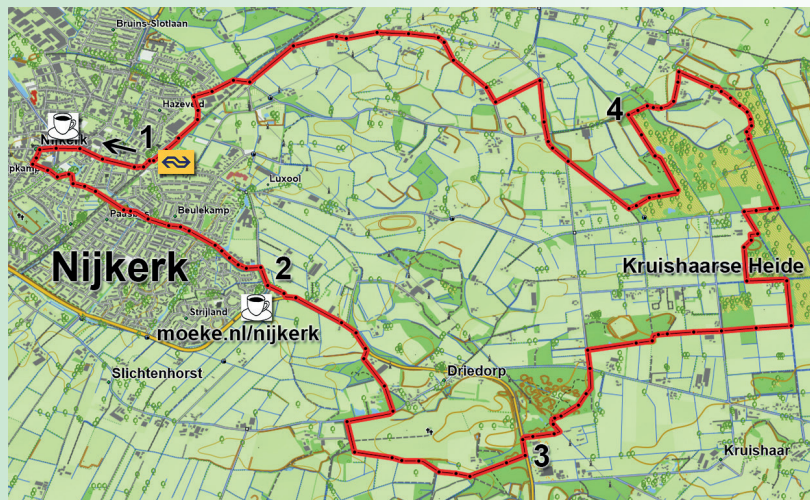 Bruins-Slotlaan
Hazeveld
1
4
Nijkerk
Luxool
Beulekamp
Nijkerk
2
Kruishaarse Heide
Strijland
moeke.nl/nijkerk
Slichtenhorst
Driedorp
3
Kruishaar